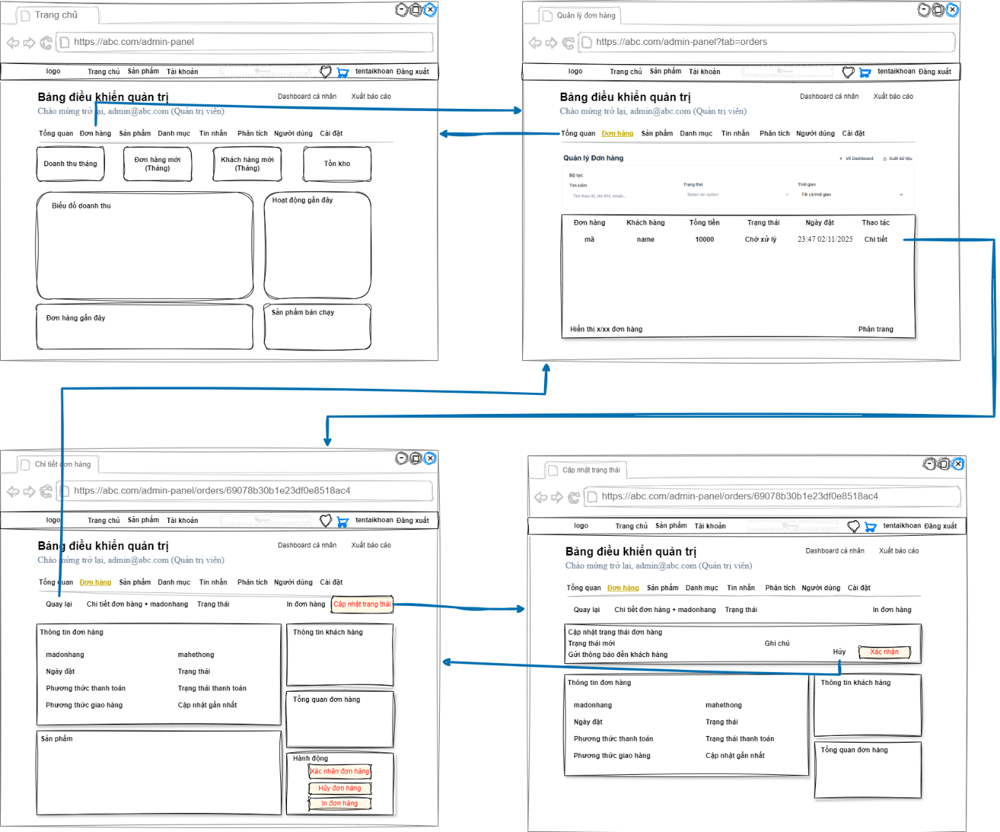 Trang chủ
https://abc.com/admin-panel
logo Trang chủ Sản phẩm Tài khoản tentaikhoan Đăng xuất
Bảng điều khiển quản trị Dashboard cá nhân Xuất báo cáo
Chào mừng trở lại, admin@abc.com (Quản trị viên)
Tổng quan Đơn hàng Sản phẩm Danh mục Tin nhắn Phân tích Người dùng Cài đặt
Doanh thu tháng
Đơn hàng mới
(Tháng)
Khách hàng mới
(Tháng)
Tồn kho
Biểu đồ doanh thu
Hoạt động gần đây
Đơn hàng gần đây
Sản phẩm bán chạy
Quản lý đơn hàng
https://abc.com/admin-panel?tab=orders
logo Trang chủ Sản phẩm Tài khoản tentaikhoan Đăng xuất
Bảng điều khiển quản trị Dashboard cá nhân Xuất báo cáo
Chào mừng trở lại, admin@abc.com (Quản trị viên)
Tổng quan Đơn hàng Sản phẩm Danh mục Tin nhắn Phân tích Người dùng Cài đặt
Quản lý Đơn hàng Về Dashboard Xuất dữ liệu
Bộ lọc
Tìm kiếm Trạng thái Thời gian
Tìm theo ID, tên KH, email... Select an option Tất cả thời gian
Đơn hàng Khách hàng Tổng tiền Trạng thái Ngày đặt Thao tác
mã name 10000 Chờ xử lý 23:47 02/11/2025 Chi tiết
Hiển thị x/xx đơn hàng Phân trang
Chi tiết đơn hàng
https://abc.com/admin-panel/orders/69078b30b1e23df0e8518ac4
logo Trang chủ Sản phẩm Tài khoản tentaikhoan Đăng xuất
Bảng điều khiển quản trị Dashboard cá nhân Xuất báo cáo
Chào mừng trở lại, admin@abc.com (Quản trị viên)
Tổng quan Đơn hàng Sản phẩm Danh mục Tin nhắn Phân tích Người dùng Cài đặt
Quay lại Chi tiết đơn hàng + madonhang Trạng thái In đơn hàng Cập nhật trạng thái
Thông tin đơn hàng
madonhang mahethong
Ngày đặt Trạng thái
Phương thức thanh toán Trạng thái thanh toán
Phương thức giao hàng Cập nhật gần nhất
Sản phẩm
Thông tin khách hàng
Tổng quan đơn hàng
Hành động
Xác nhận đơn hàng
Hủy đơn hàng
In đơn hàng
Cập nhật trạng thái
https://abc.com/admin-panel/orders/69078b30b1e23df0e8518ac4
logo Trang chủ Sản phẩm Tài khoản tentaikhoan Đăng xuất
Bảng điều khiển quản trị Dashboard cá nhân Xuất báo cáo
Chào mừng trở lại, admin@abc.com (Quản trị viên)
Tổng quan Đơn hàng Sản phẩm Danh mục Tin nhắn Phân tích Người dùng Cài đặt
Quay lại Chi tiết đơn hàng + madonhang Trạng thái In đơn hàng
Cập nhật trạng thái đơn hàng
Trạng thái mới Ghi chú
Gửi thông báo đến khách hàng Hủy Xác nhận
Thông tin đơn hàng
madonhang mahethong
Ngày đặt Trạng thái
Phương thức thanh toán Trạng thái thanh toán
Phương thức giao hàng Cập nhật gần nhất
Thông tin khách hàng
Tổng quan đơn hàng